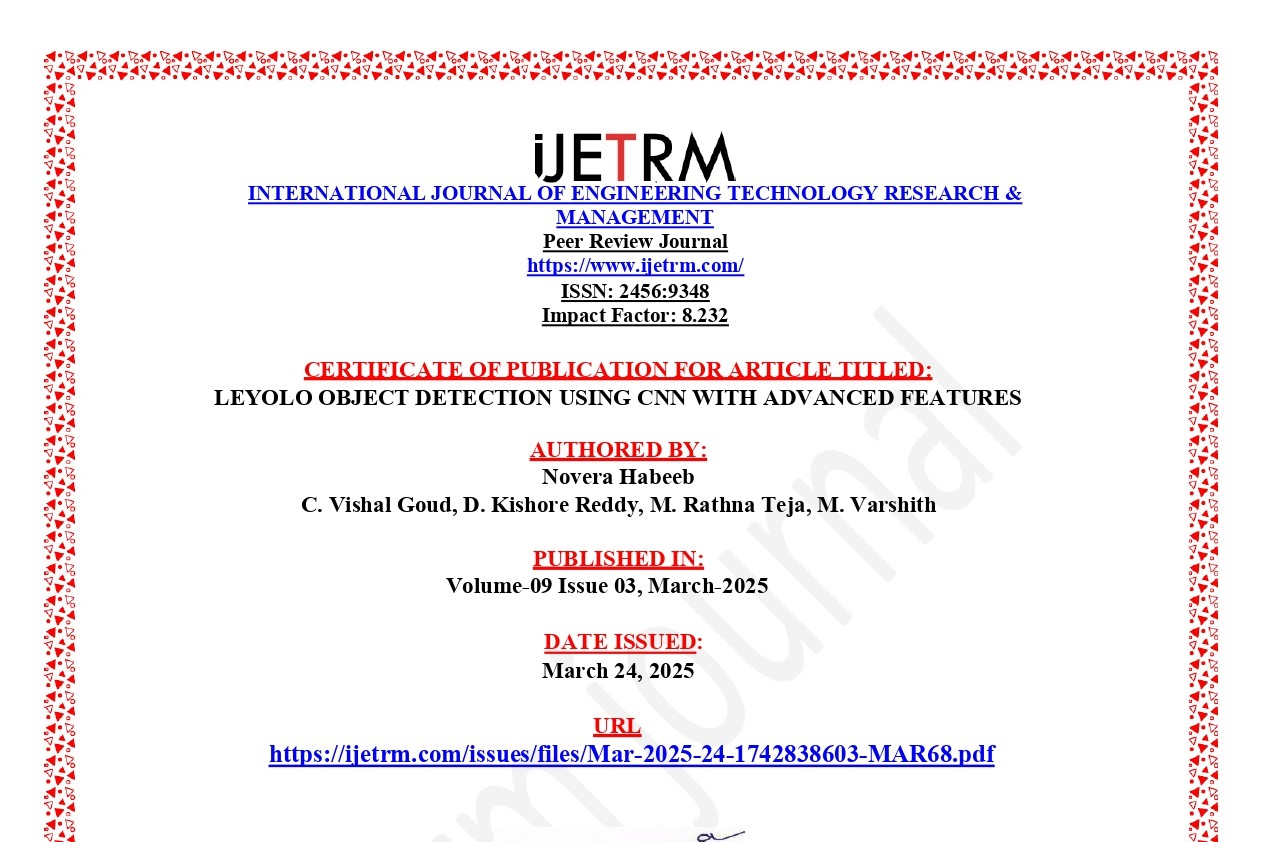 iJETRM
INTERNATIONAL JOURNAL OF ENGINEERING TECHNOLOGY RESEARCH &
MANAGEMENT
Peer Review Journal
https://www.ijetrm.com/
ISSN: 2456:9348
Impact Factor: 8.232
CERTIFICATE OF PUBLICATION FOR ARTICLE TITLED:
LEYOLO OBJECT DETECTION USING CNN WITH ADVANCED FEATURES
AUTHORED BY:
Novera Habeeb
C. Vishal Goud, D. Kishore Reddy, M. Rathna Teja, M. Varshith
PUBLISHED IN:
Volume-09 Issue 03, March-2025
DATE ISSUED:
March 24, 2025
URL
https://ijetrm.com/issues/files/Mar-2025-24-1742838603-MAR68.pdf
journal